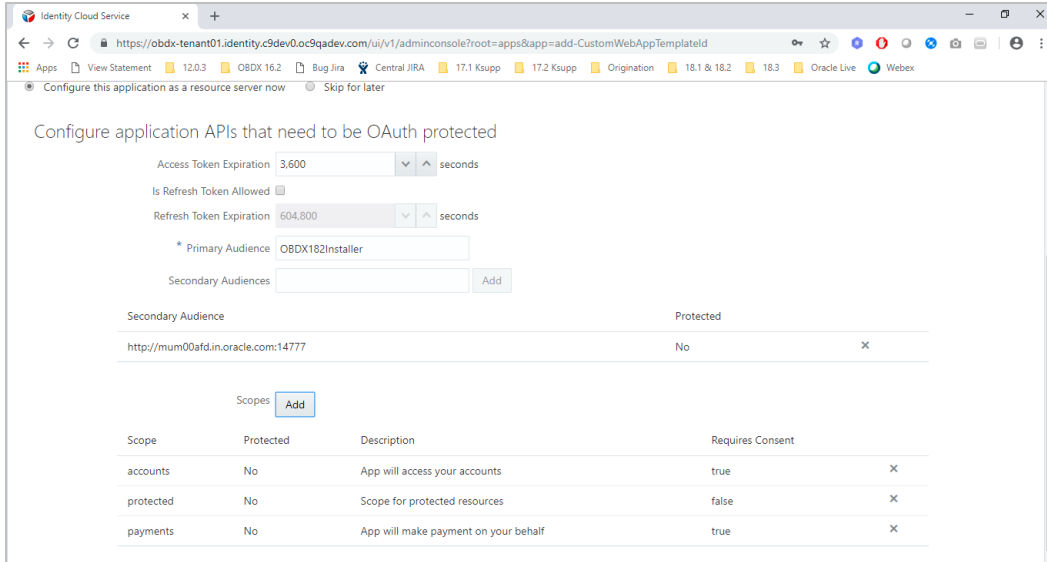 Identity Cloud Service
https://obdx-tenant01.identity.c9dev0.oc9qadev.com/ui/v1/adminconsole?root=apps&app=add-CustomWebAppTemplateId
Apps View Statement 12.0.3 OBDX 16.2 Bug Jira Central JIRA 17.1 Ksupp 17.2 Ksupp Origination 18.1 & 18.2 18.3 Oracle Live Webex
Configure this application as a resource server now Skip for later
Configure application APIs that need to be OAuth protected
Access Token Expiration 3,600 seconds
Is Refresh Token Allowed
Refresh Token Expiration 604,800 seconds
* Primary Audience OBDX182Installer
Secondary Audiences Add
Secondary Audience Protected
http://mum00afd.in.oracle.com:14777 No
Scopes Add
Scope Protected Description Requires Consent
accounts No App will access your accounts true
protected No Scope for protected resources false
payments No App will make payment on your behalf true